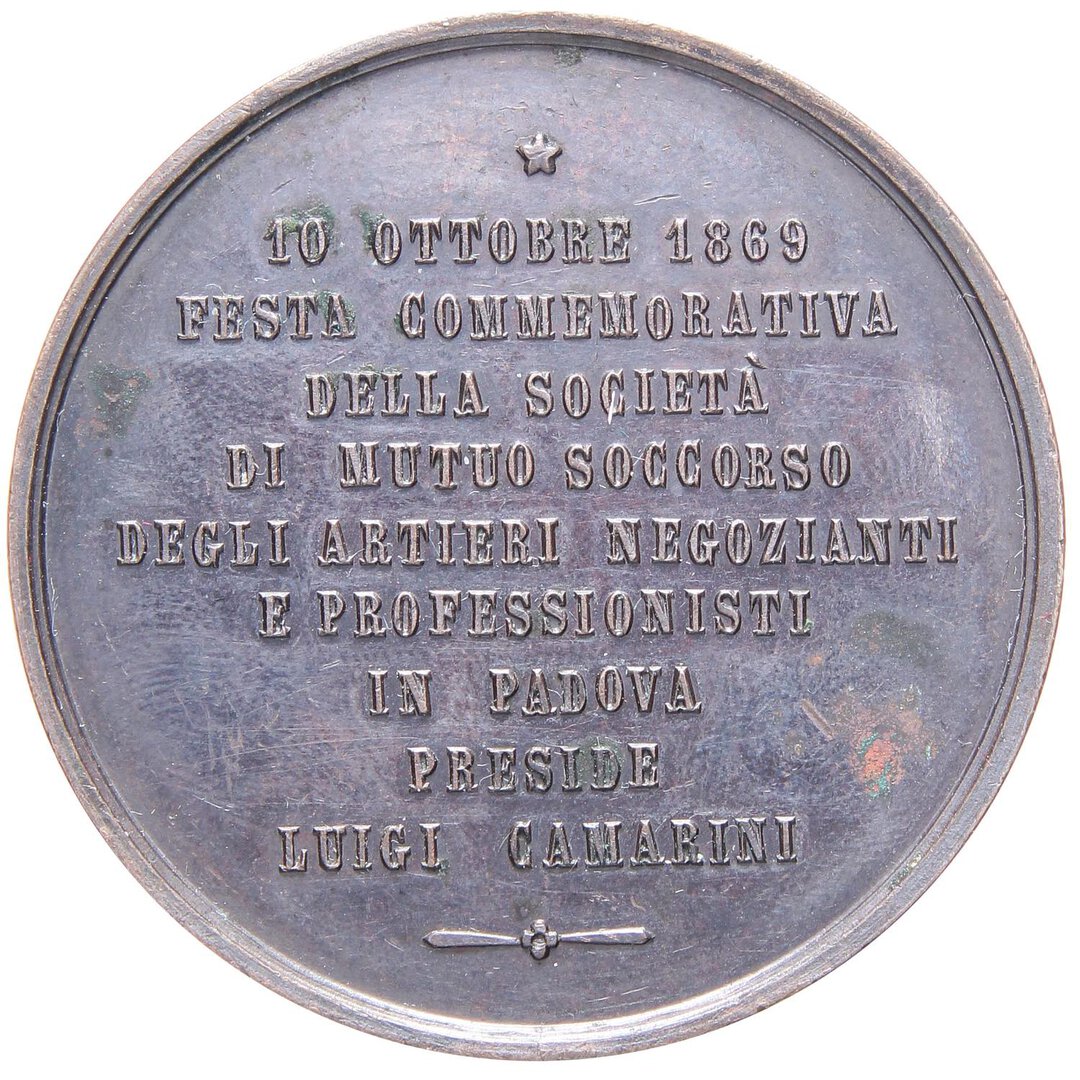 10 OTTOBRE 1869
FESTA COMMEMORATIVA
DELLA SOCIETÀ
DI MUTUO SOCCORSO
DEGLI ARTIERI NEGOZIANTI
E PROFESSIONISTI
IN PADOVA
PRESIDE
LUIGI CAMARINI